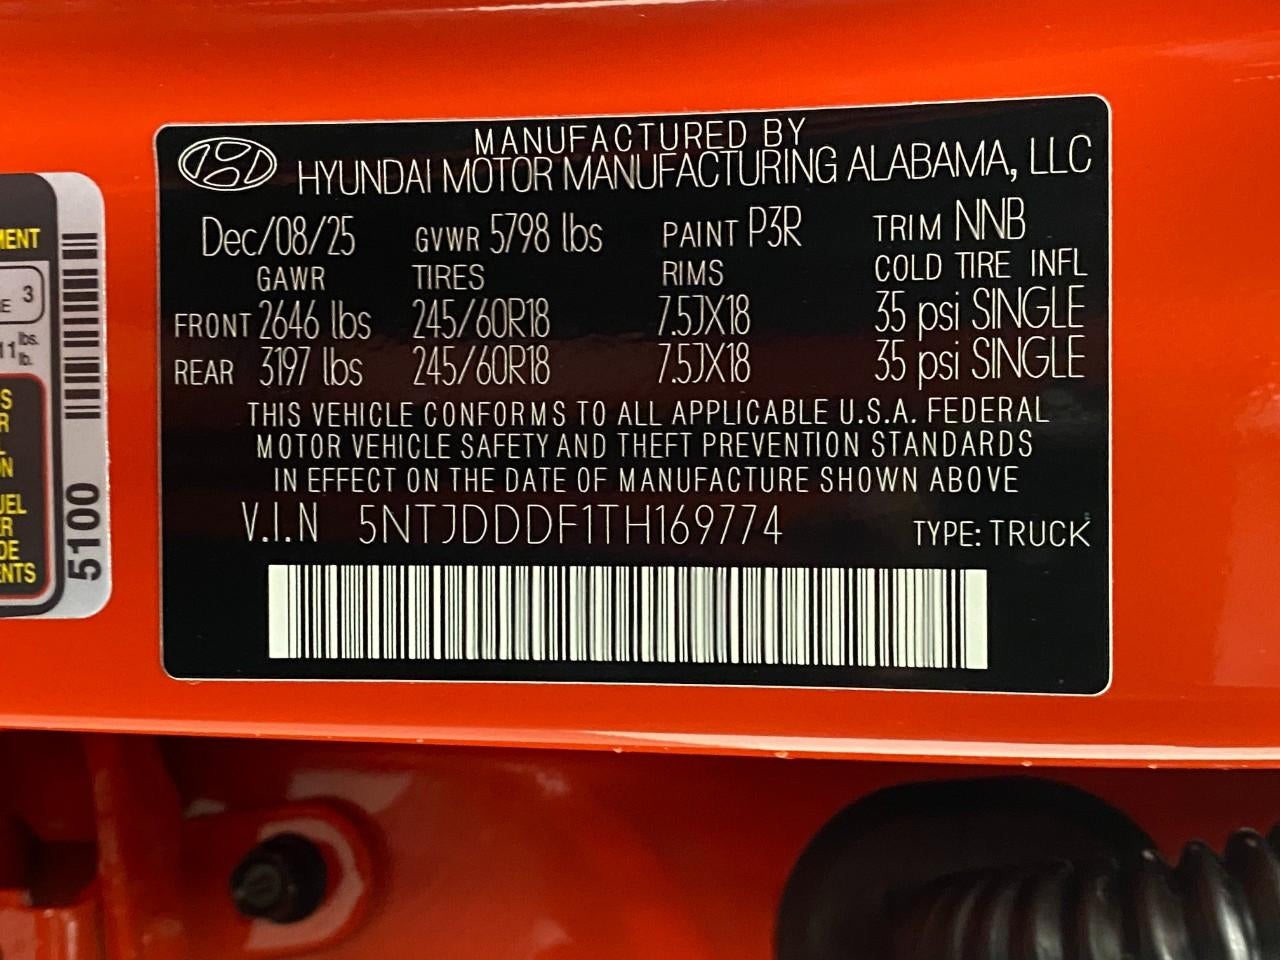 MANUFACTURED BY
HYUNDAI MOTOR MANUFACTURING ALABAMA, LLC
Dec/08/25 GVWR 5798 lbs PAINT P3R TRIM NNB
GAWR TIRES RIMS COLD TIRE INFL
FRONT 2646 lbs 245/60R18 7.5JX18 35 psi SINGLE
REAR 3197 lbs 245/60R18 7.5JX18 35 psi SINGLE
THIS VEHICLE CONFORMS TO ALL APPLICABLE U.S.A. FEDERAL
MOTOR VEHICLE SAFETY AND THEFT PREVENTION STANDARDS
IN EFFECT ON THE DATE OF MANUFACTURE SHOWN ABOVE
V.I.N 5NTJDDDF1TH169774 TYPE: TRUCK
3
lbs.
lb.
5100